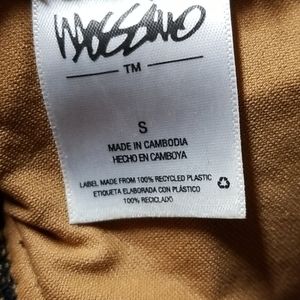 MOSSIMO
™
S
MADE IN CAMBODIA
HECHO EN CAMBOYA
LABEL MADE FROM 100% RECYCLED PLASTIC
ETIQUETA ELABORADA CON PLÁSTICO
100% RECICLADO